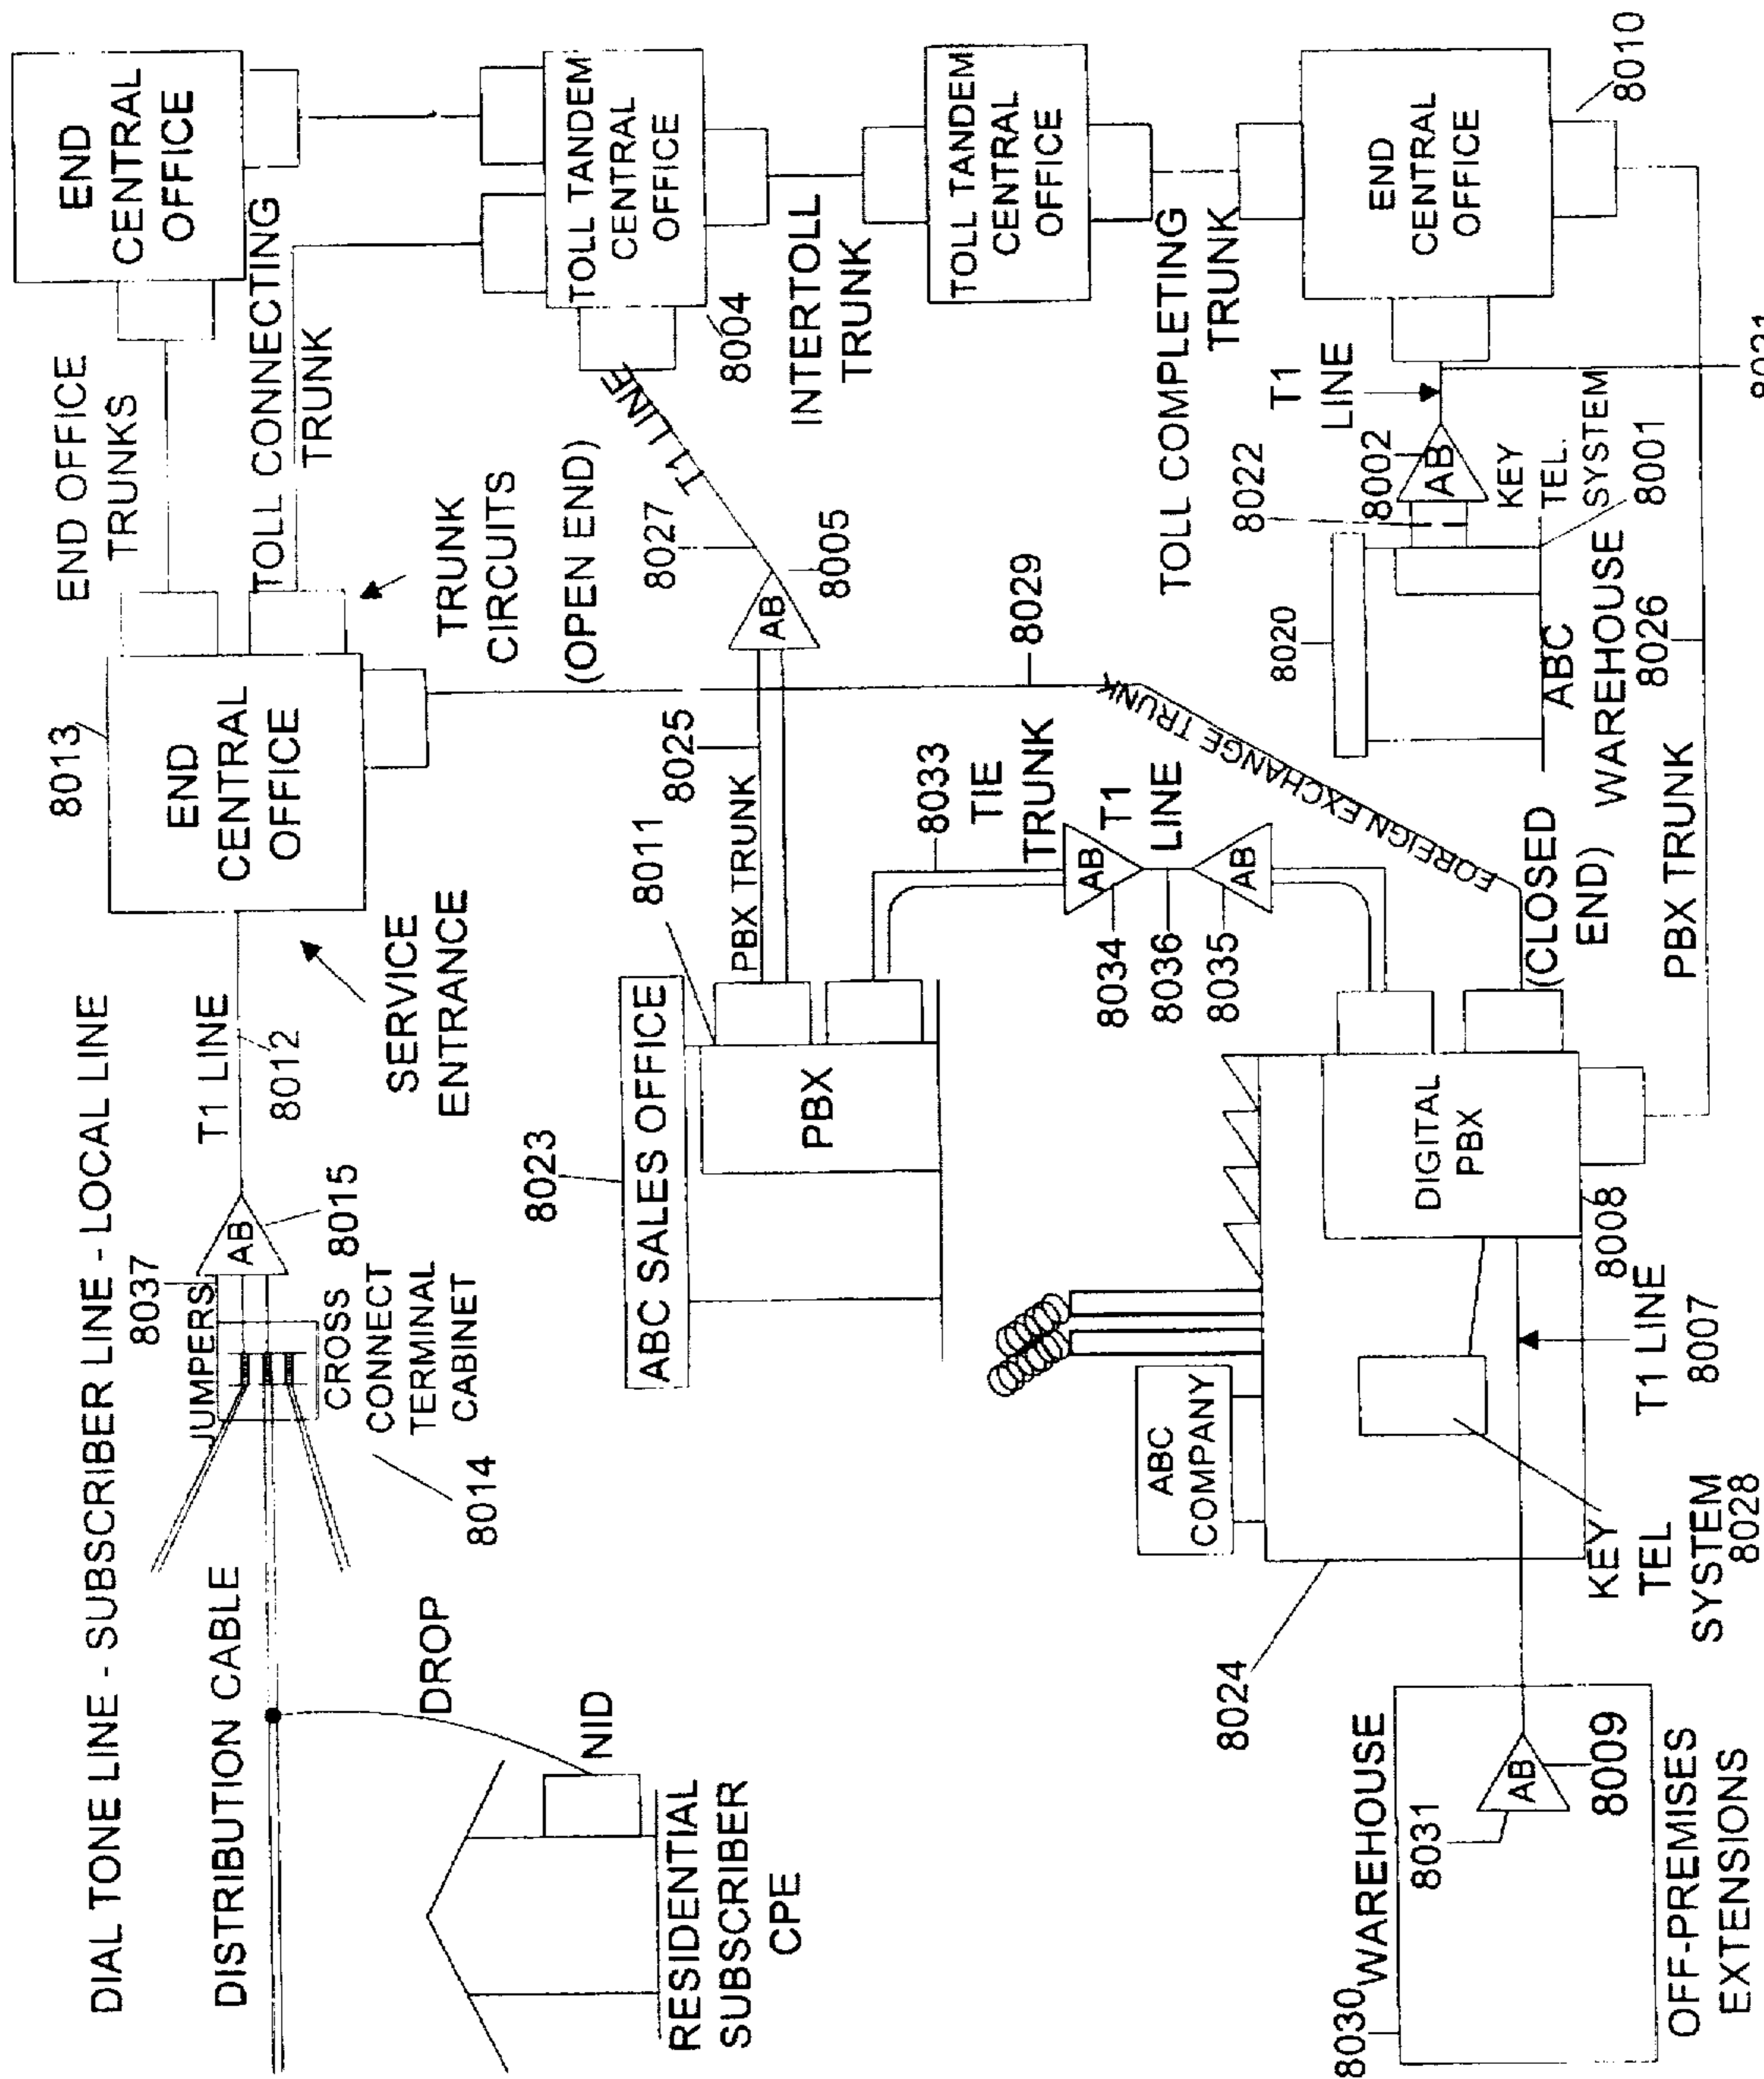 DIAL TONE LINE - SUBSCRIBER LINE - LOCAL LINE
DISTRIBUTION CABLE
DROP
NID
RESIDENTIAL
SUBSCRIBER
CPE
JUMPERS
8037
AB
8015
CROSS
CONNECT
TERMINAL
CABINET
8014
T1 LINE
8012
SERVICE
ENTRANCE
8013
END
CENTRAL
OFFICE
END OFFICE
TRUNKS
TOLL CONNECTING
TRUNK
TRUNK
CIRCUITS
(OPEN END)
END
CENTRAL
OFFICE
TOLL TANDEM
CENTRAL
OFFICE
8004
T1 LINE
8027
AB
8005
INTERTOLL
TRUNK
TOLL TANDEM
CENTRAL
OFFICE
TOLL COMPLETING
TRUNK
END
CENTRAL
OFFICE
8010
8023
ABC SALES OFFICE
PBX
8011
PBX TRUNK
8025
8033
TIE
TRUNK
8029
FOREIGN EXCHANGE TRUNK
AB
T1
LINE
AB
8034
8036
8035
(CLOSED
END)
8020
ABC
WAREHOUSE
8022
8002
AB
KEY
TEL.
SYSTEM
8001
T1
LINE
8021
8026
PBX TRUNK
ABC
COMPANY
DIGITAL
PBX
8008
T1 LINE
8007
KEY
TEL
SYSTEM
8028
8024
8030
WAREHOUSE
8031
AB
8009
OFF-PREMISES
EXTENSIONS